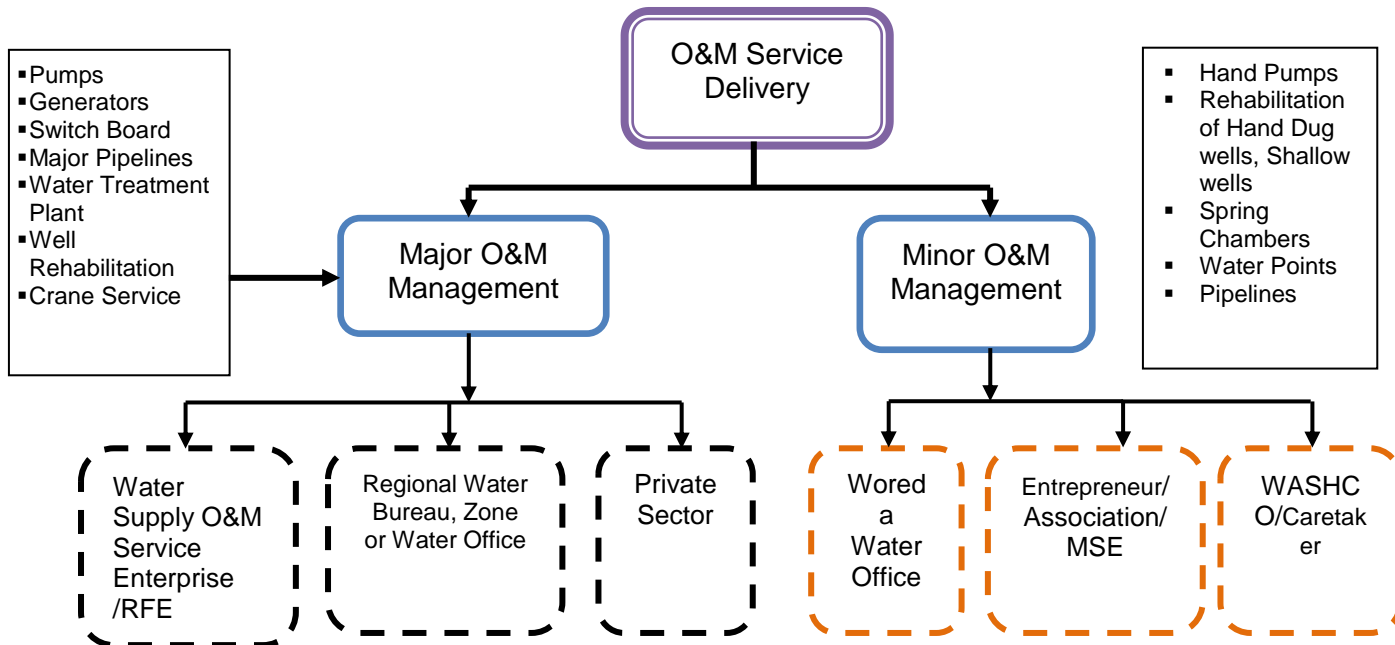 O&M Service
Delivery
▪Pumps
▪Generators
▪Switch Board
▪Major Pipelines
▪Water Treatment
Plant
▪Well
Rehabilitation
▪Crane Service
▪ Hand Pumps
▪ Rehabilitation
of Hand Dug
wells, Shallow
wells
▪ Spring
Chambers
▪ Water Points
▪ Pipelines
Major O&M
Management
Minor O&M
Management
Water
Supply O&M
Service
Enterprise
/RFE
Regional Water
Bureau, Zone
or Water Office
Private
Sector
Wored
a
Water
Office
Entrepreneur/
Association/
MSE
WASHC
O/Caretak
er